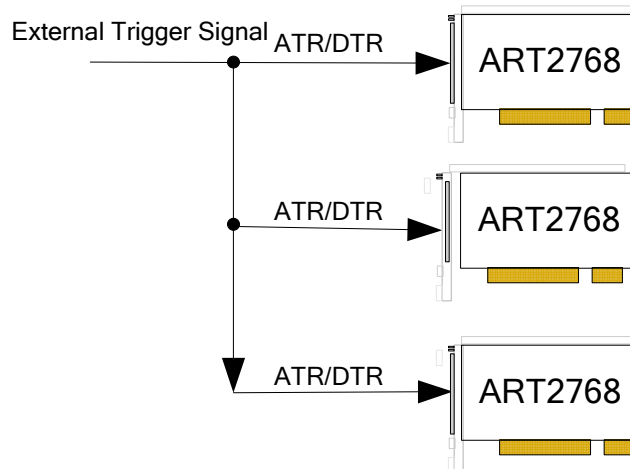 External Trigger Signal
ATR/DTR
ART2768
ATR/DTR
ART2768
ATR/DTR
ART2768